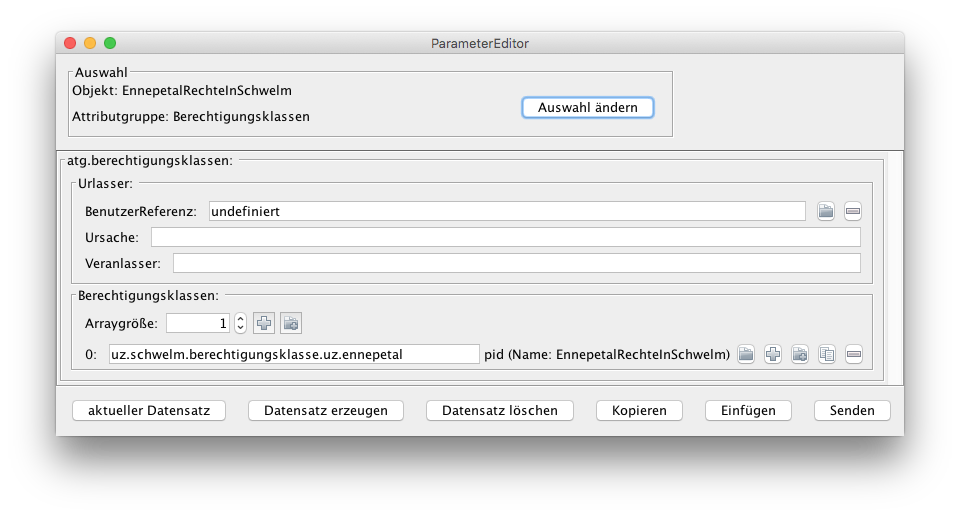 ParameterEditor
Auswahl
Objekt: EnnepetalRechteInSchwelm
Auswahl ändern
Attributgruppe: Berechtigungsklassen
atg.berechtigungsklassen:
Urlasser:
BenutzerReferenz: undefiniert
Ursache:
Veranlasser:
Berechtigungsklassen:
Arraygröße: 1
0: uz.schwelm.berechtigungsklasse.uz.ennepetal pid (Name: EnnepetalRechteInSchwelm)
aktueller Datensatz Datensatz erzeugen Datensatz löschen Kopieren Einfügen Senden